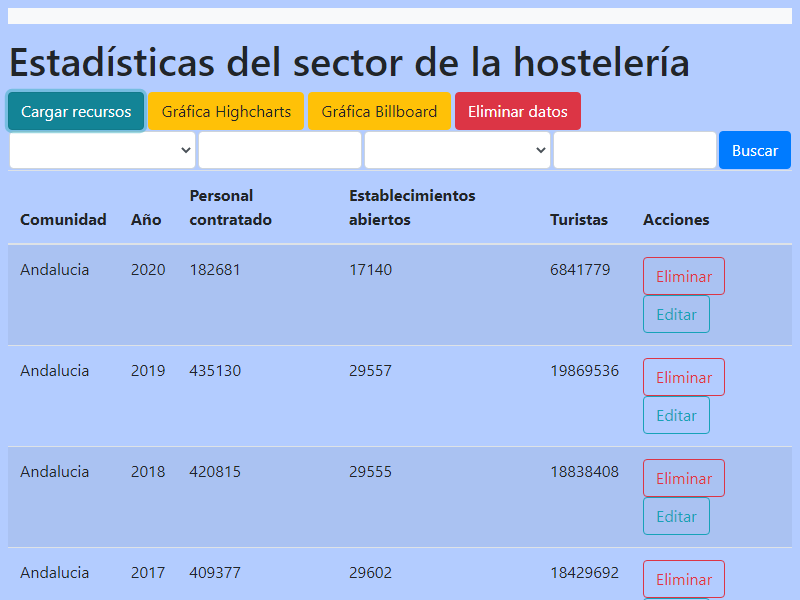 Estadísticas del sector de la hostelería
Cargar recursos Gráfica Highcharts Gráfica Billboard Eliminar datos
Buscar
Comunidad Año Personal contratado Establecimientos abiertos Turistas Acciones
Andalucia 2020 182681 17140 6841779 Eliminar
Editar
Andalucia 2019 435130 29557 19869536 Eliminar
Editar
Andalucia 2018 420815 29555 18838408 Eliminar
Editar
Andalucia 2017 409377 29602 18429692 Eliminar